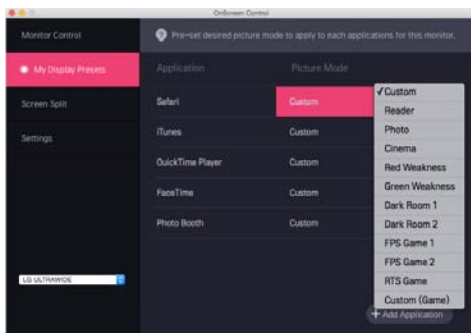 OnScreen Control
Monitor Control
Pre-set desired picture mode to apply to each applications for this monitor.
My Display Presets
Application
Picture Mode
Screen Split
Safari
Custom
Settings
iTunes
Custom
QuickTime Player
Custom
FaceTime
Custom
Photo Booth
Custom
✓Custom
Reader
Photo
Cinema
Red Weakness
Green Weakness
Dark Room 1
Dark Room 2
FPS Game 1
FPS Game 2
RTS Game
Custom (Game)
LG ULTRAWIDE
+ Add Application